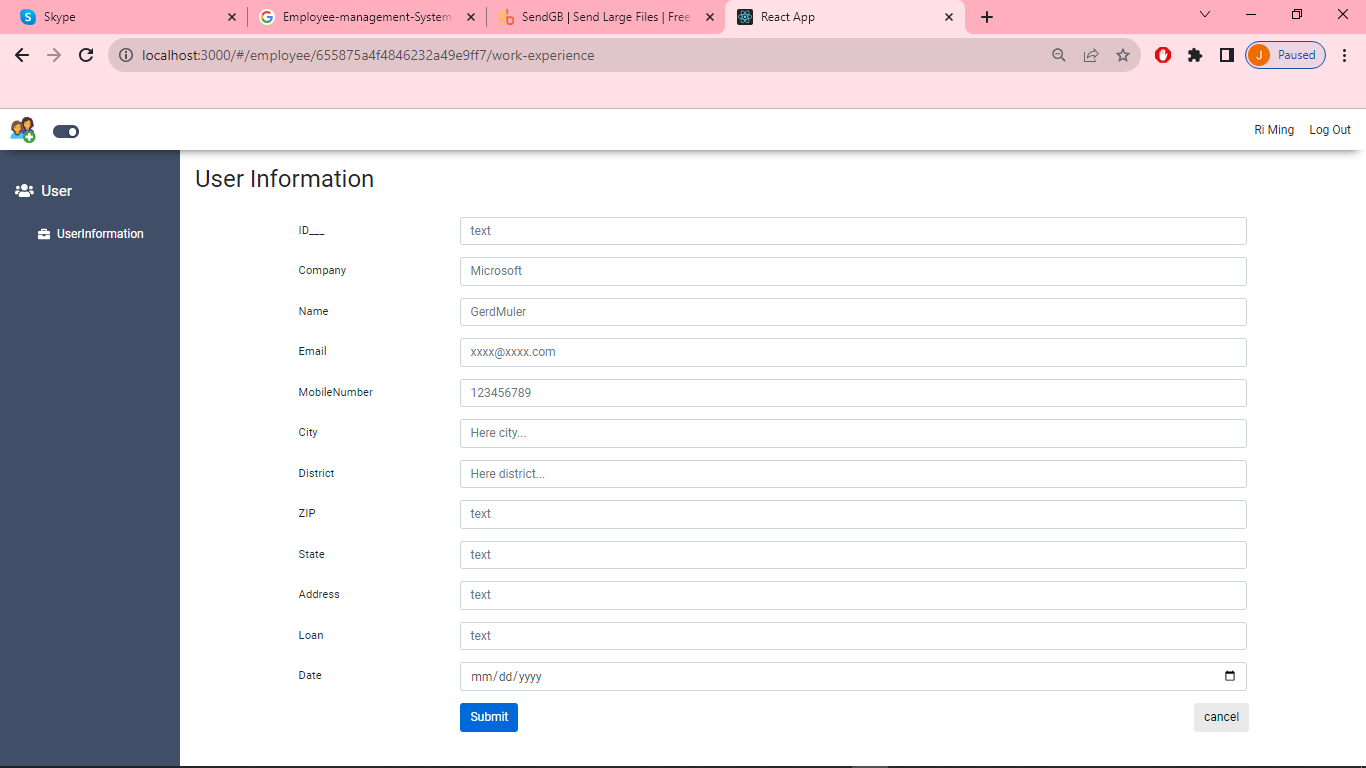 Skype
Employee-management-System
SendGB | Send Large Files | Free
React App
localhost:3000/#/employee/655875a4f4846232a49e9ff7/work-experience
J Paused
Ri Ming Log Out
User
UserInformation
User Information
ID___ text
Company Microsoft
Name GerdMuler
Email xxxx@xxxx.com
MobileNumber 123456789
City Here city...
District Here district...
ZIP text
State text
Address text
Loan text
Date mm/dd/yyyy
Submit cancel